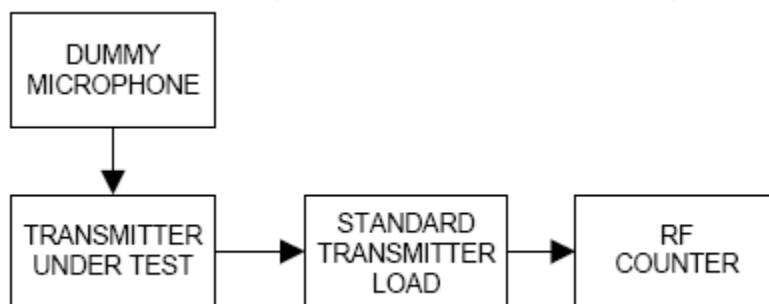 DUMMY
MICROPHONE
TRANSMITTER
UNDER TEST
STANDARD
TRANSMITTER
LOAD
RF
COUNTER